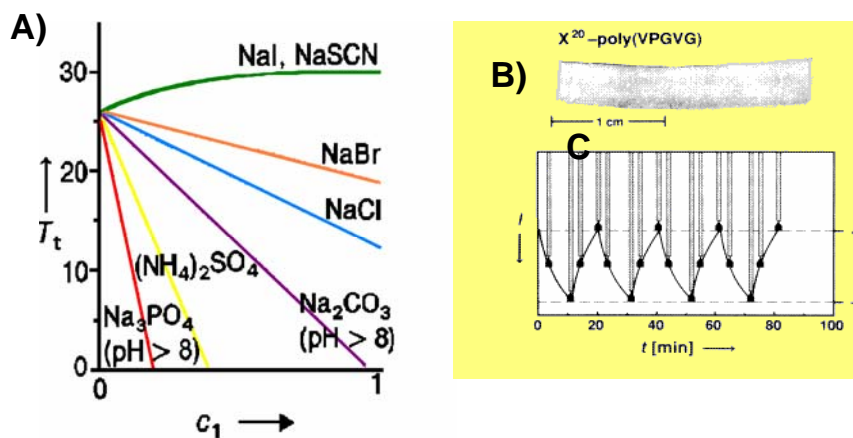 A)
NaI, NaSCN
30
NaBr
20
NaCl
T_t
10
(NH₄)₂SO₄
Na₃PO₄
(pH > 8)
Na₂CO₃
(pH > 8)
0
0
1
c₁
X²⁰–poly(VPGVG)
B)
1 cm
C
l
0
20
40
60
80
100
t [min]